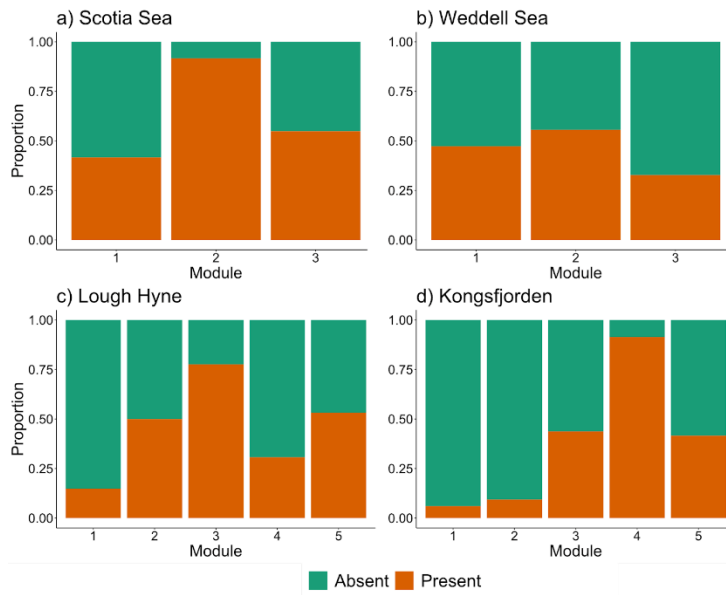 a) Scotia Sea
1.00
0.75
0.50
0.25
0.00
Proportion
1 2 3
Module
b) Weddell Sea
1.00
0.75
0.50
0.25
0.00
1 2 3
Module
c) Lough Hyne
1.00
0.75
0.50
0.25
0.00
Proportion
1 2 3 4 5
Module
d) Kongsfjorden
1.00
0.75
0.50
0.25
0.00
1 2 3 4 5
Module
Absent Present